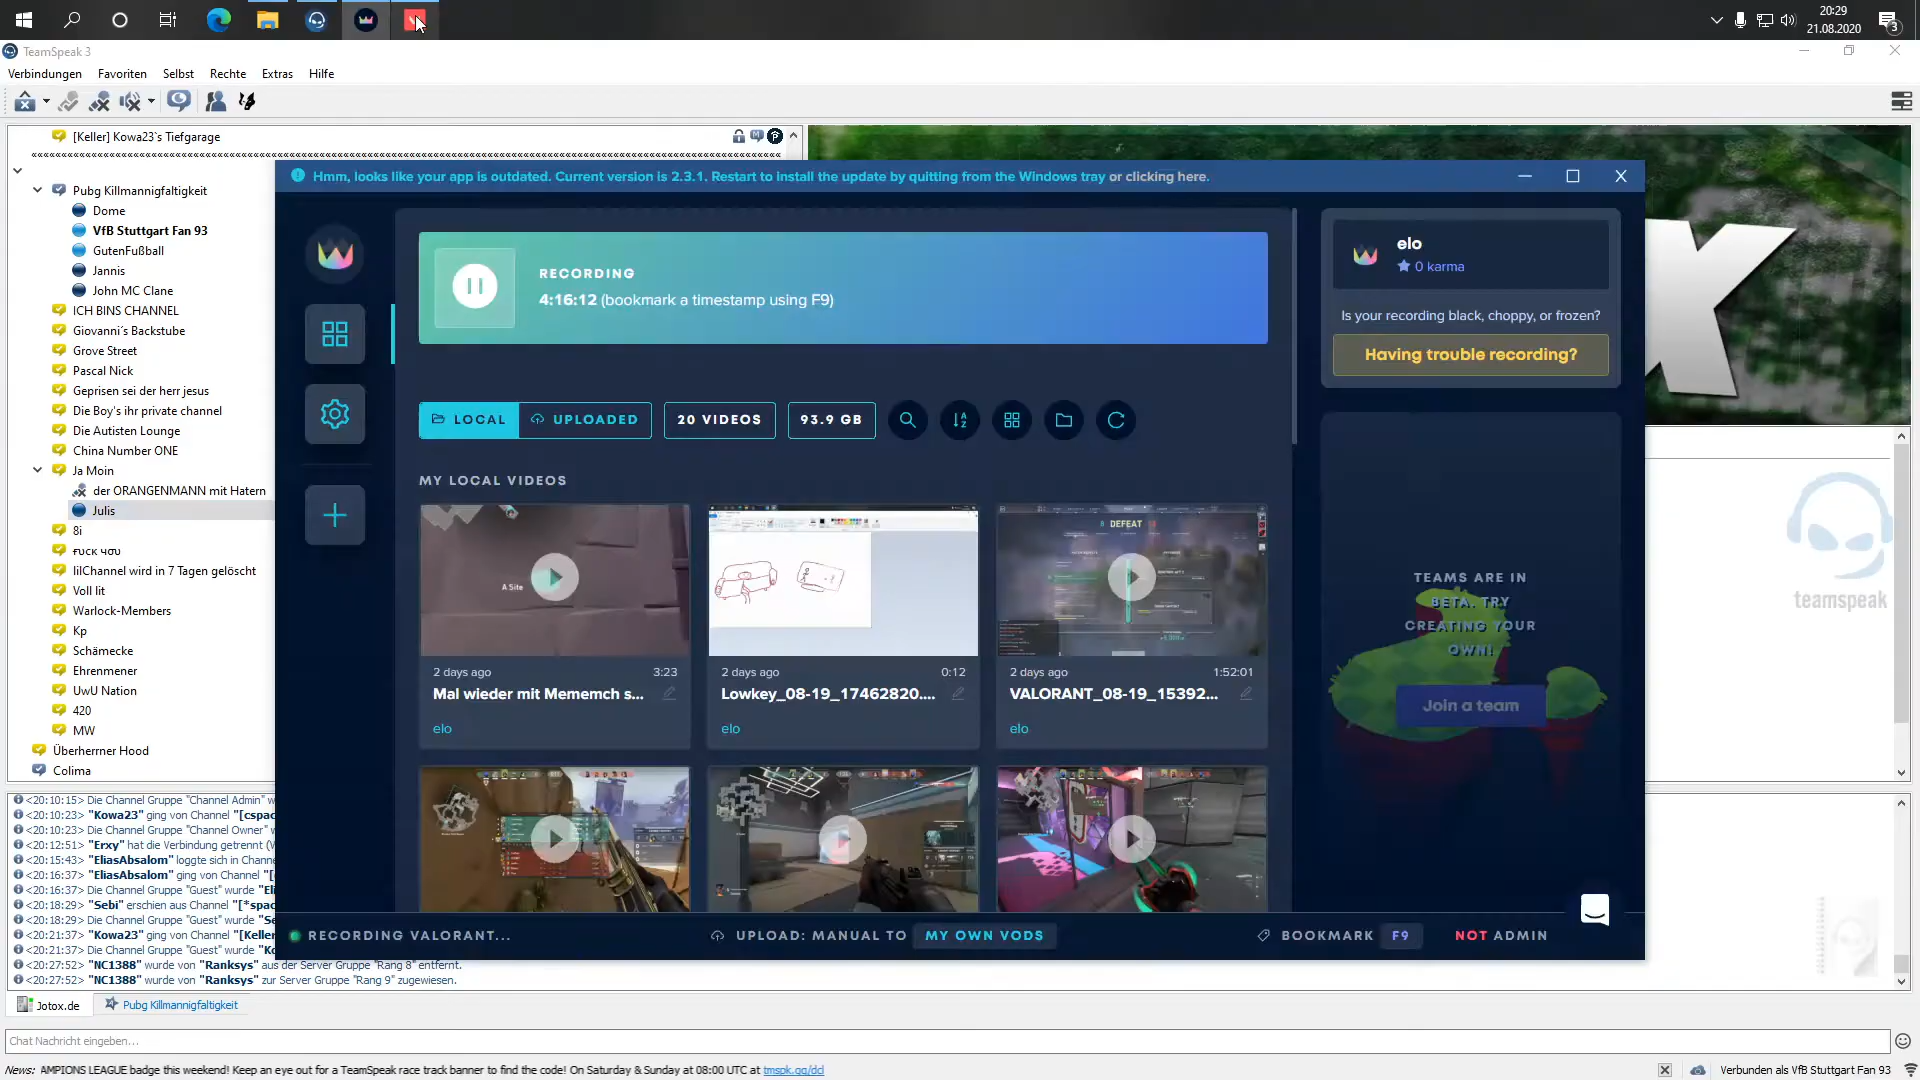 20:29
21.08.2020
3
TeamSpeak 3
Verbindungen Favoriten Selbst Rechte Extras Hilfe
[Keller] Kowa23`s Tiefgarage
Pubg Killmannigfaltigkeit
Dome
VfB Stuttgart Fan 93
GutenFußball
Jannis
John MC Clane
ICH BINS CHANNEL
Giovanni´s Backstube
Grove Street
Pascal Nick
Geprisen sei der herr jesus
Die Boy's ihr private channel
Die Autisten Lounge
China Number ONE
Ja Moin
der ORANGENMANN mit Hatern
Julis
8i
lilChannel wird in 7 Tagen gelöscht
Voll lit
Warlock-Members
Kp
Schämecke
Ehrenmener
UwU Nation
420
MW
Überherrner Hood
Colima
Hmm, looks like your app is outdated. Current version is 2.3.1. Restart to install the update by quitting from the Windows tray or clicking here.
RECORDING
4:16:12 (bookmark a timestamp using F9)
elo
0 karma
Is your recording black, choppy, or frozen?
Having trouble recording?
LOCAL UPLOADED 20 VIDEOS 93.9 GB
MY LOCAL VIDEOS
A Site
DEFEAT
2 days ago 3:23
Mal wieder mit Mememch s...
elo
2 days ago 0:12
Lowkey_08-19_17462820....
elo
2 days ago 1:52:01
VALORANT_08-19_15392...
elo
TEAMS ARE IN
BETA. TRY
CREATING YOUR
OWN!
Join a team
RECORDING VALORANT... UPLOAD: MANUAL TO MY OWN VODS BOOKMARK F9 NOT ADMIN
teamspeak
<20:10:15> Die Channel Gruppe "Channel Admin" w
<20:10:23> "Kowa23" ging von Channel "[cspac
<20:10:23> Die Channel Gruppe "Channel Owner" w
<20:12:51> "Erxy" hat die Verbindung getrennt (V
<20:15:43> "EliasAbsalom" loggte sich in Channe
<20:16:37> "EliasAbsalom" ging von Channel "[
<20:16:37> Die Channel Gruppe "Guest" wurde "Eli
<20:18:29> "Sebi" erschien aus Channel "[*spac
<20:18:29> Die Channel Gruppe "Guest" wurde "Se
<20:21:37> "Kowa23" ging von Channel "[Keller
<20:21:37> Die Channel Gruppe "Guest" wurde "Ko
<20:27:52> "NC1388" wurde von "Ranksys" aus der Server Gruppe "Rang 8" entfernt.
<20:27:52> "NC1388" wurde von "Ranksys" zur Server Gruppe "Rang 9" zugewiesen.
Jotox.de Pubg Killmannigfaltigkeit
Chat Nachricht eingeben...
News: AMPIONS LEAGUE badge this weekend! Keep an eye out for a TeamSpeak race track banner to find the code! On Saturday & Sunday at 08:00 UTC at tmspk.gg/dcl
Verbunden als VfB Stuttgart Fan 93